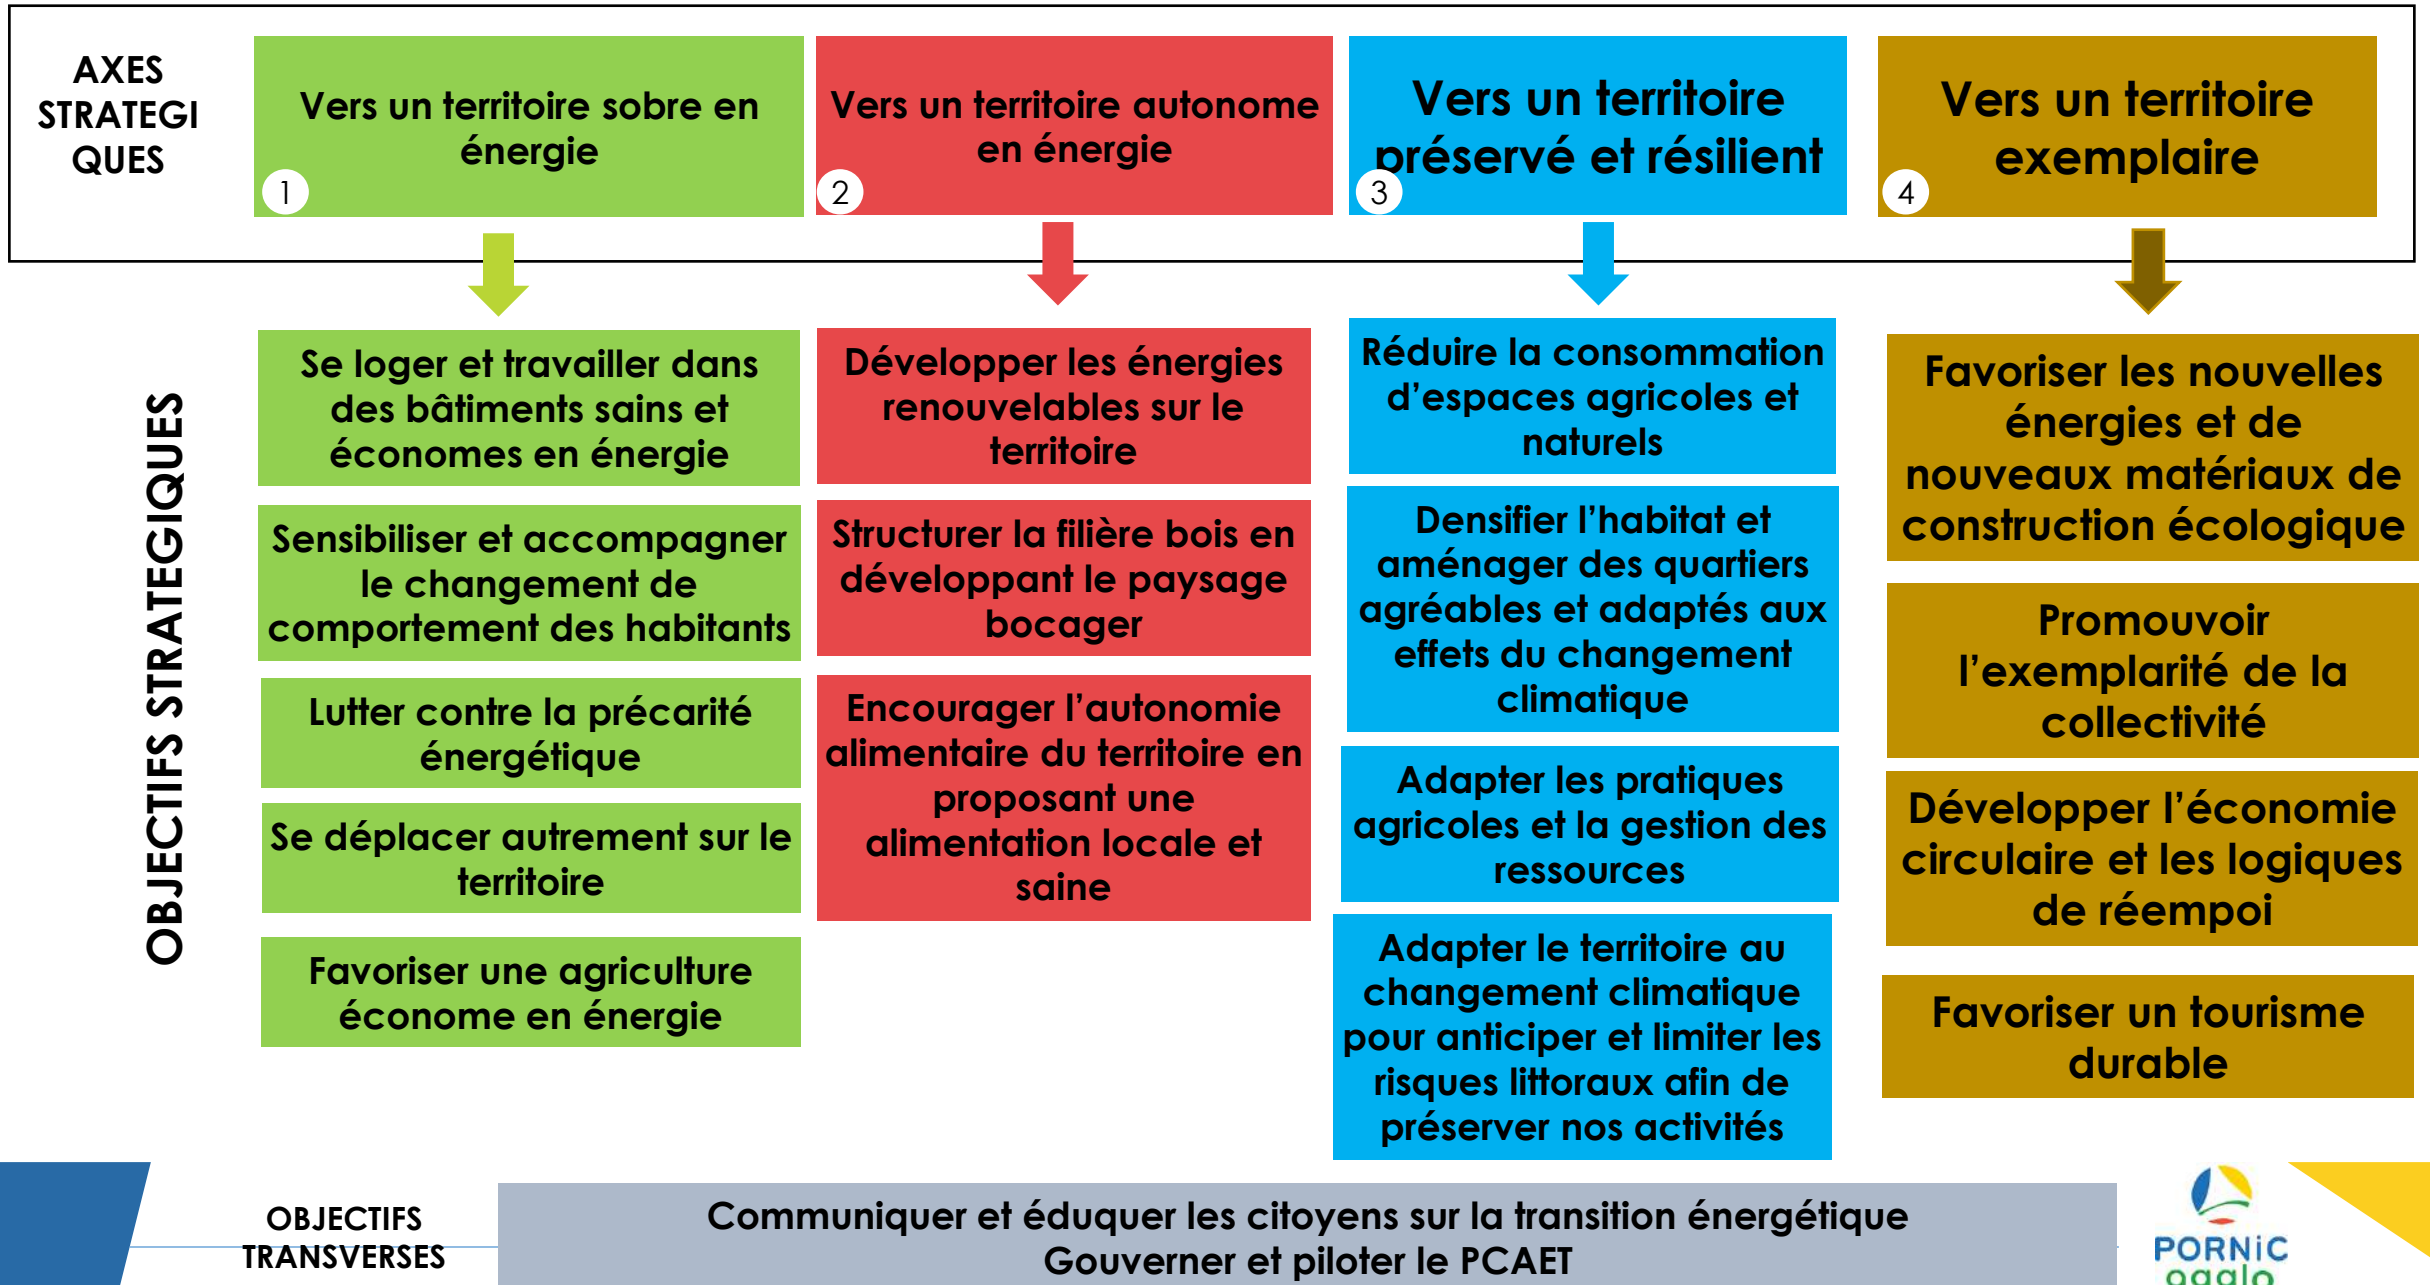 AXES
STRATEGI
QUES
Vers un territoire sobre en
énergie
1
Vers un territoire autonome
en énergie
2
Vers un territoire
préservé et résilient
3
Vers un territoire
exemplaire
4
OBJECTIFS STRATEGIQUES
Se loger et travailler dans
des bâtiments sains et
économes en énergie
Sensibiliser et accompagner
le changement de
comportement des habitants
Lutter contre la précarité
énergétique
Se déplacer autrement sur le
territoire
Favoriser une agriculture
économe en énergie
Développer les énergies
renouvelables sur le
territoire
Structurer la filière bois en
développant le paysage
bocager
Encourager l’autonomie
alimentaire du territoire en
proposant une
alimentation locale et
saine
Réduire la consommation
d’espaces agricoles et
naturels
Densifier l’habitat et
aménager des quartiers
agréables et adaptés aux
effets du changement
climatique
Adapter les pratiques
agricoles et la gestion des
ressources
Adapter le territoire au
changement climatique
pour anticiper et limiter les
risques littoraux afin de
préserver nos activités
Favoriser les nouvelles
énergies et de
nouveaux matériaux de
construction écologique
Promouvoir
l’exemplarité de la
collectivité
Développer l’économie
circulaire et les logiques
de réempoi
Favoriser un tourisme
durable
OBJECTIFS
TRANSVERSES
Communiquer et éduquer les citoyens sur la transition énergétique
Gouverner et piloter le PCAET
PORNiC
agglo